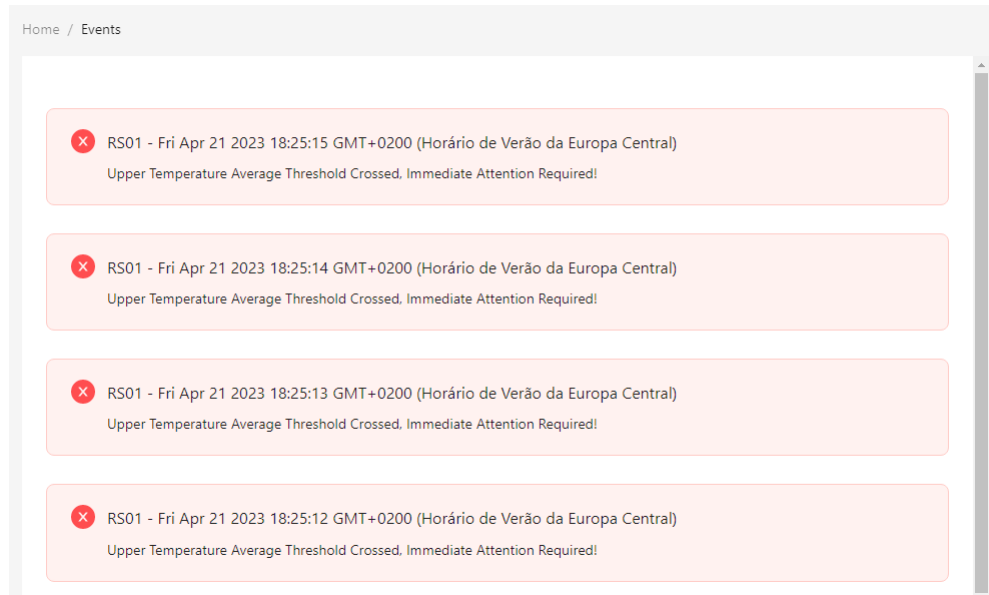 Home / Events
RS01 - Fri Apr 21 2023 18:25:15 GMT+0200 (Horário de Verão da Europa Central)
Upper Temperature Average Threshold Crossed, Immediate Attention Required!
RS01 - Fri Apr 21 2023 18:25:14 GMT+0200 (Horário de Verão da Europa Central)
Upper Temperature Average Threshold Crossed, Immediate Attention Required!
RS01 - Fri Apr 21 2023 18:25:13 GMT+0200 (Horário de Verão da Europa Central)
Upper Temperature Average Threshold Crossed, Immediate Attention Required!
RS01 - Fri Apr 21 2023 18:25:12 GMT+0200 (Horário de Verão da Europa Central)
Upper Temperature Average Threshold Crossed, Immediate Attention Required!